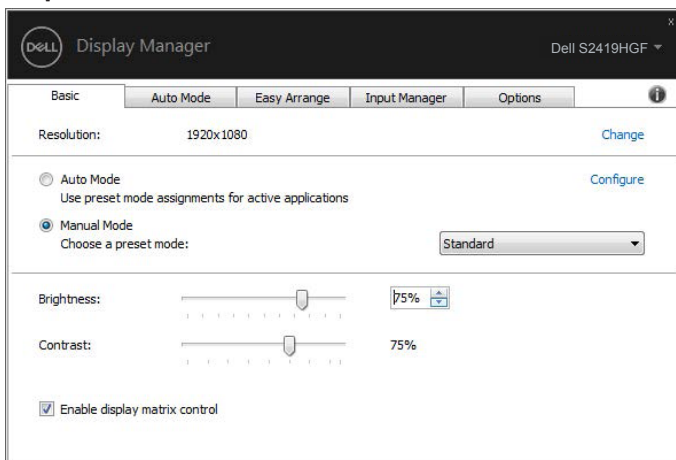 DELL Display Manager
x
Dell S2419HGF
Basic Auto Mode Easy Arrange Input Manager Options
Resolution: 1920x1080 Change
Auto Mode Configure
Use preset mode assignments for active applications
Manual Mode
Choose a preset mode: Standard
Brightness: 75%
Contrast: 75%
Enable display matrix control